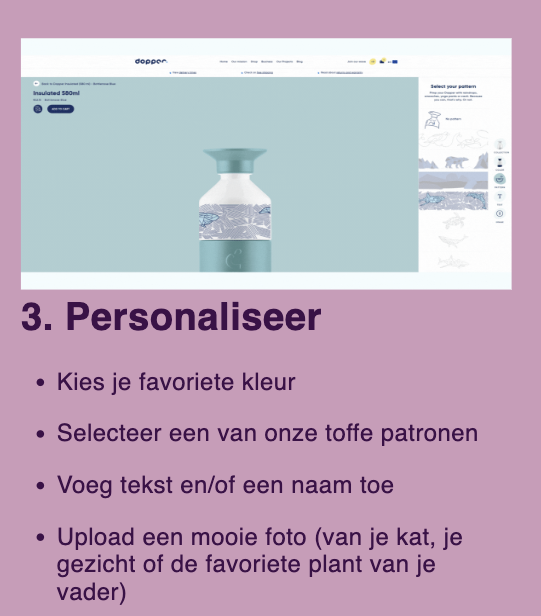 dopper
Insulated 580ml
Select your pattern
No pattern
3. Personaliseer
• Kies je favoriete kleur
• Selecteer een van onze toffe patronen
• Voeg tekst en/of een naam toe
• Upload een mooie foto (van je kat, je
gezicht of de favoriete plant van je
vader)